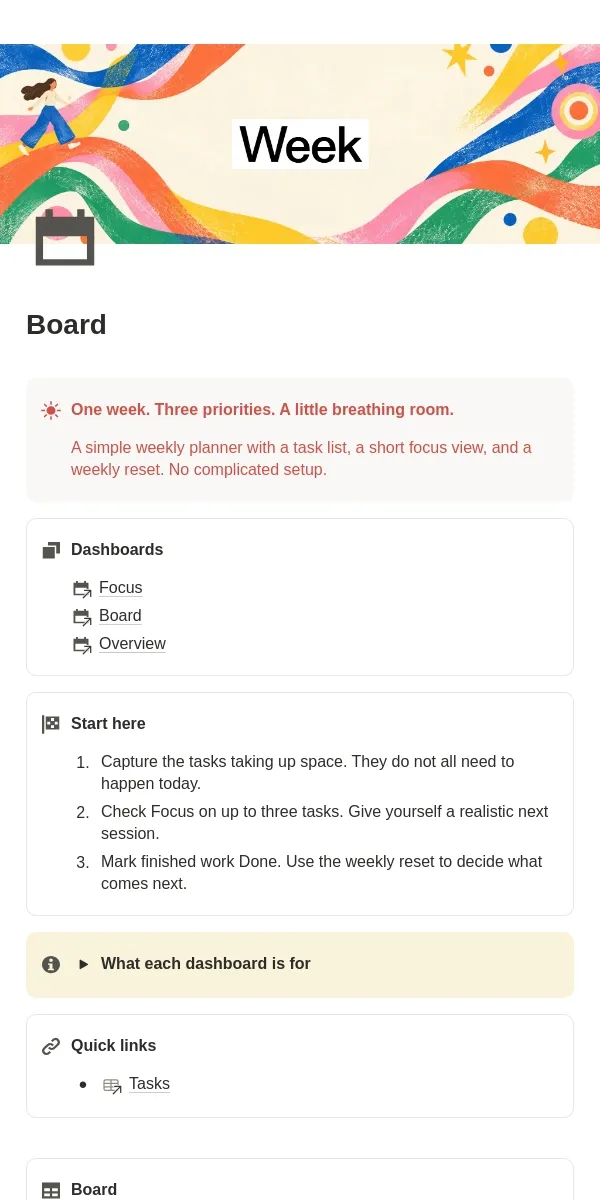 Week
Board
One week. Three priorities. A little breathing room.
A simple weekly planner with a task list, a short focus view, and a
weekly reset. No complicated setup.
Dashboards
Focus
Board
Overview
Start here
1. Capture the tasks taking up space. They do not all need to
happen today.
2. Check Focus on up to three tasks. Give yourself a realistic next
session.
3. Mark finished work Done. Use the weekly reset to decide what
comes next.
What each dashboard is for
Quick links
• Tasks
Board